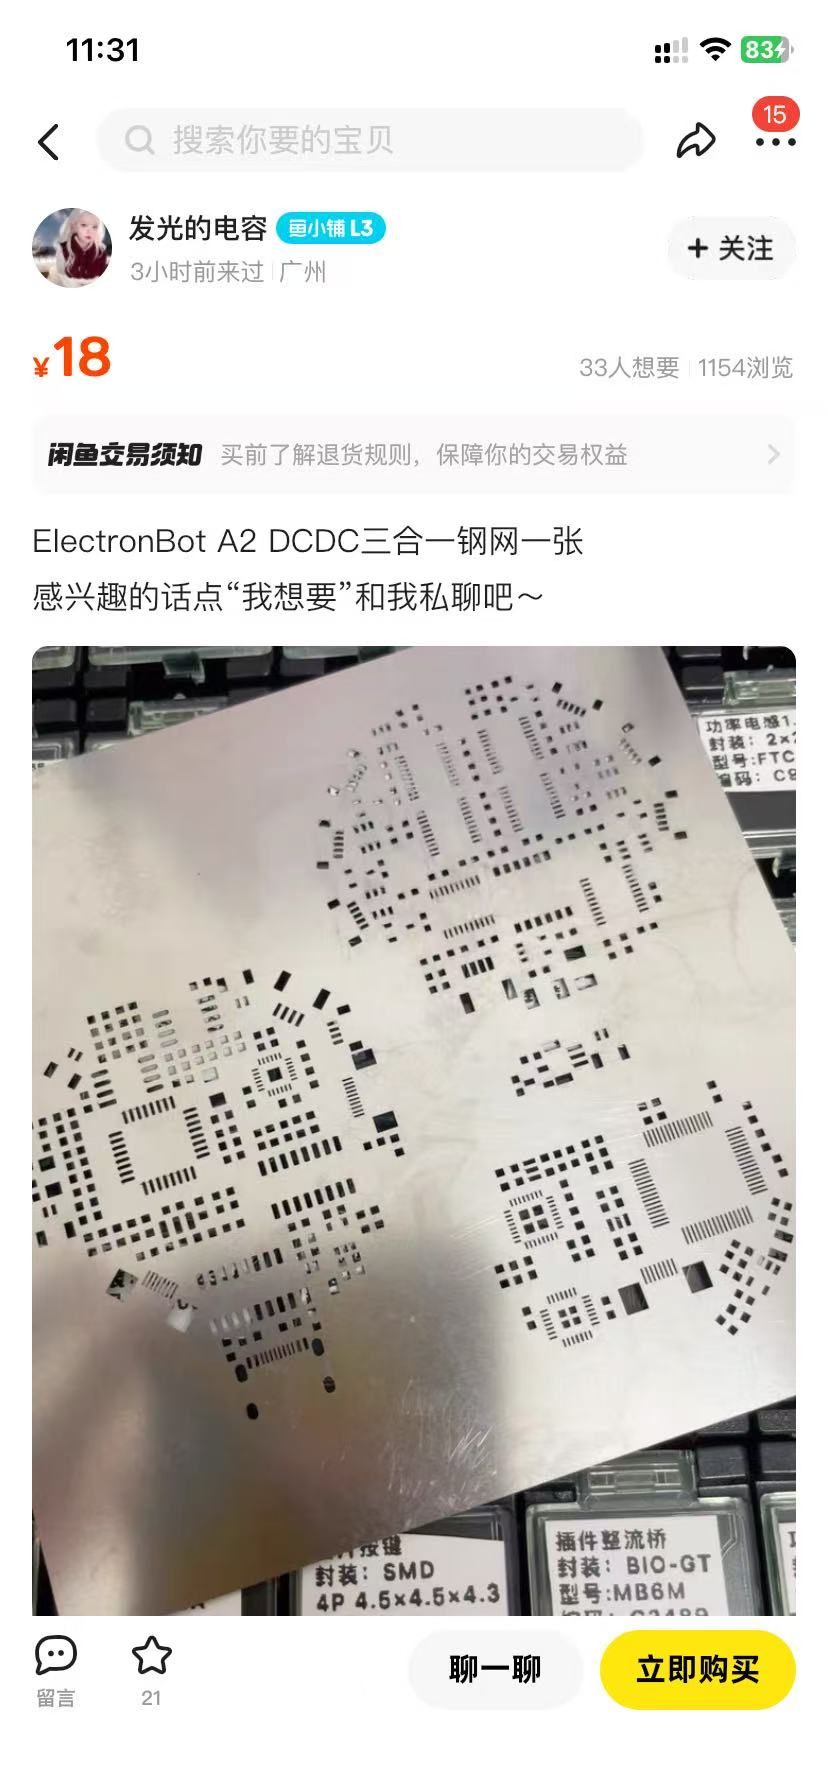 11:31
83
搜索你要的宝贝
15
发光的电容 鱼小铺 L3
3小时前来过 广州
+ 关注
¥18
33人想要 1154浏览
闲鱼交易须知 买前了解退货规则，保障你的交易权益
ElectronBot A2 DCDC三合一钢网一张
感兴趣的话点“我想要”和我私聊吧～
功率电感1.
封装： 2×
型号:FTC
编码： C
按键
封装： SMD
4P 4.5×4.5×4.3
插件整流桥
封装： BIO-GT
型号:MB6M
留言
21
聊一聊
立即购买